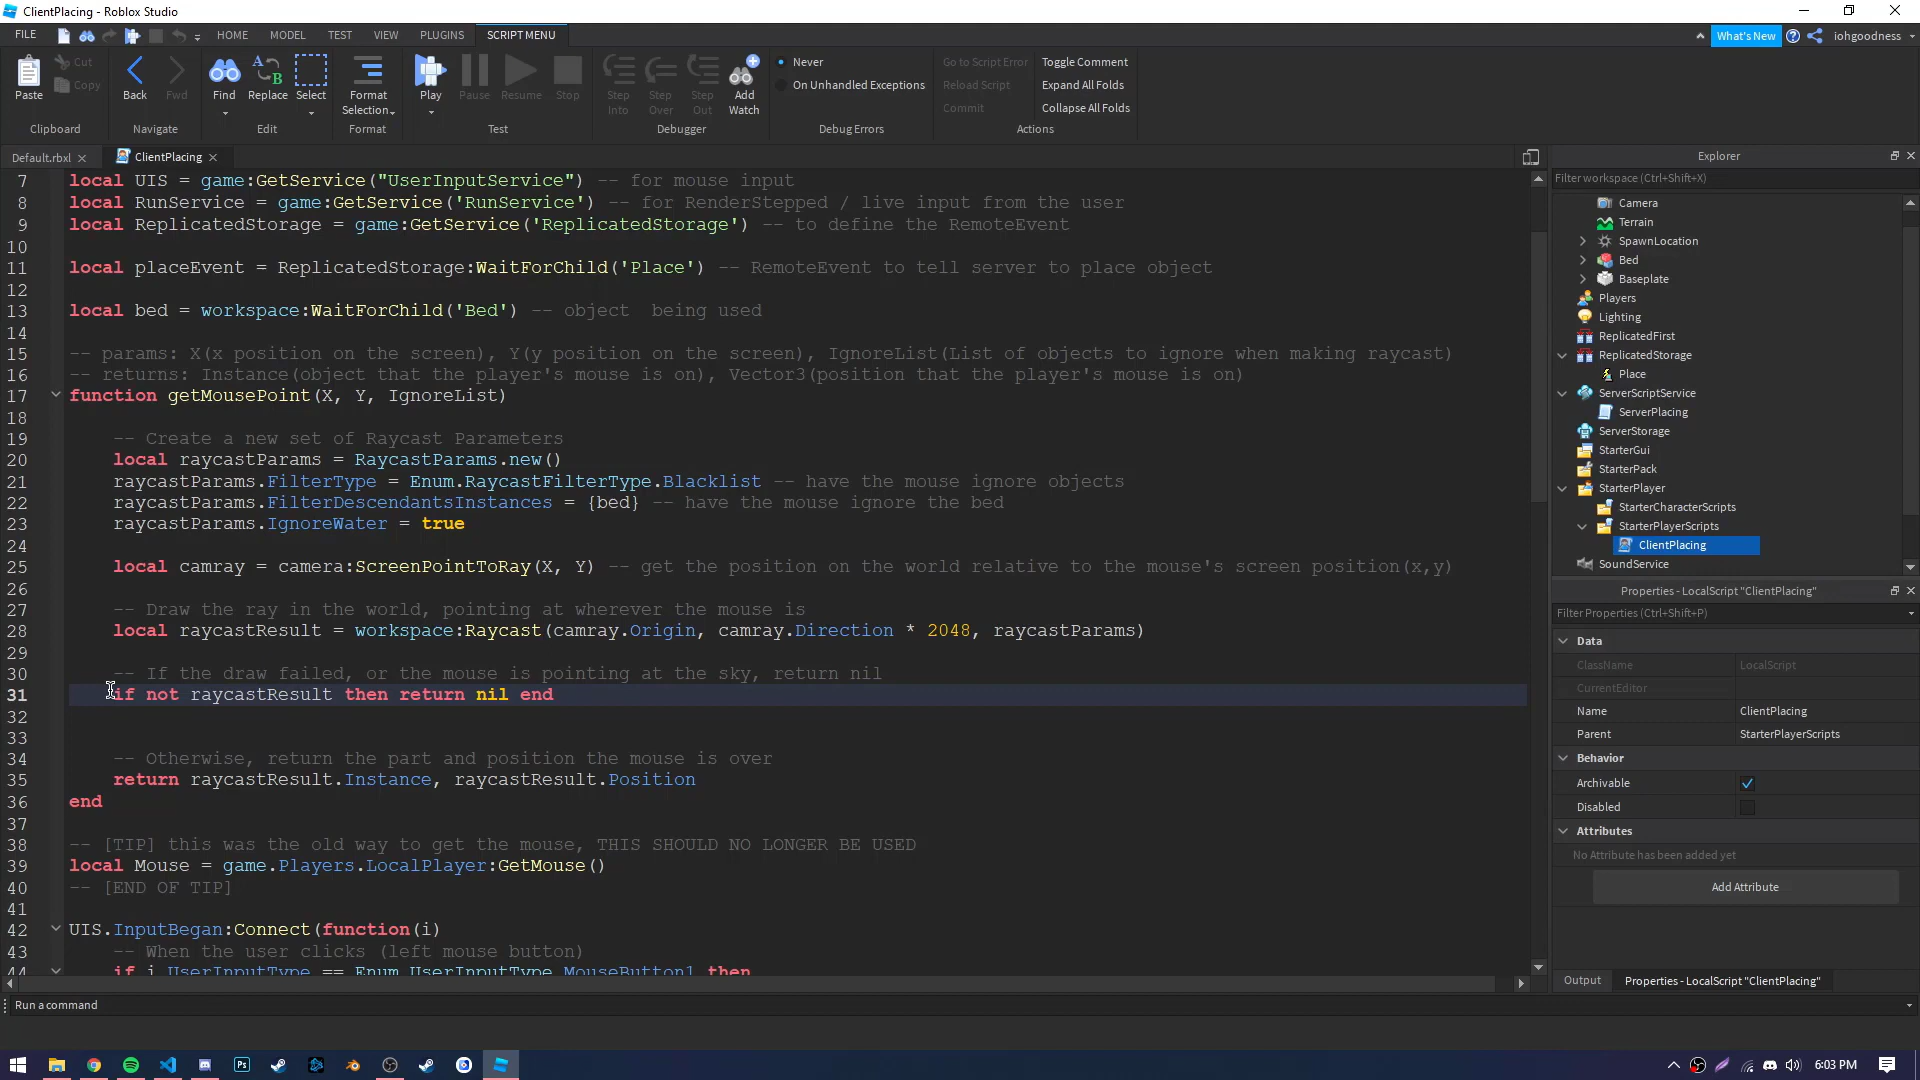 ClientPlacing - Roblox Studio
FILE HOME MODEL TEST VIEW PLUGINS SCRIPT MENU What's New iohgoodness
Paste Cut Copy Back Fwd Find Replace Select Format Selection Play Pause Resume Stop Step Into Step Over Step Out Add Watch
Never
On Unhandled Exceptions
Go to Script Error
Reload Script
Commit
Toggle Comment
Expand All Folds
Collapse All Folds
Clipboard Navigate Edit Format Test Debugger Debug Errors Actions
Default.rbxl ClientPlacing
7 local UIS = game:GetService("UserInputService") -- for mouse input
8 local RunService = game:GetService('RunService') -- for RenderStepped / live input from the user
9 local ReplicatedStorage = game:GetService('ReplicatedStorage') -- to define the RemoteEvent
10
11 local placeEvent = ReplicatedStorage:WaitForChild('Place') -- RemoteEvent to tell server to place object
12
13 local bed = workspace:WaitForChild('Bed') -- object  being used
14
15 -- params: X(x position on the screen), Y(y position on the screen), IgnoreList(List of objects to ignore when making raycast)
16 -- returns: Instance(object that the player's mouse is on), Vector3(position that the player's mouse is on)
17 function getMousePoint(X, Y, IgnoreList)
18
19 -- Create a new set of Raycast Parameters
20 local raycastParams = RaycastParams.new()
21 raycastParams.FilterType = Enum.RaycastFilterType.Blacklist -- have the mouse ignore objects
22 raycastParams.FilterDescendantsInstances = {bed} -- have the mouse ignore the bed
23 raycastParams.IgnoreWater = true
24
25 local camray = camera:ScreenPointToRay(X, Y) -- get the position on the world relative to the mouse's screen position(x,y)
26
27 -- Draw the ray in the world, pointing at wherever the mouse is
28 local raycastResult = workspace:Raycast(camray.Origin, camray.Direction * 2048, raycastParams)
29
30 -- If the draw failed, or the mouse is pointing at the sky, return nil
31 if not raycastResult then return nil end
32
33
34 -- Otherwise, return the part and position the mouse is over
35 return raycastResult.Instance, raycastResult.Position
36 end
37
38 -- [TIP] this was the old way to get the mouse, THIS SHOULD NO LONGER BE USED
39 local Mouse = game.Players.LocalPlayer:GetMouse()
40 -- [END OF TIP]
41
42 UIS.InputBegan:Connect(function(i)
43 -- When the user clicks (left mouse button)
44 if i.UserInputType == Enum.UserInputType.MouseButton1 then
Explorer
Filter workspace (Ctrl+Shift+X)
Camera
Terrain
SpawnLocation
Bed
Baseplate
Players
Lighting
ReplicatedFirst
ReplicatedStorage
Place
ServerScriptService
ServerPlacing
ServerStorage
StarterGui
StarterPack
StarterPlayer
StarterCharacterScripts
StarterPlayerScripts
ClientPlacing
SoundService
Properties - LocalScript "ClientPlacing"
Filter Properties (Ctrl+Shift+P)
Data
ClassName LocalScript
CurrentEditor
Name ClientPlacing
Parent StarterPlayerScripts
Behavior
Archivable
Disabled
Attributes
No Attribute has been added yet
Add Attribute
Output Properties - LocalScript "ClientPlacing"
Run a command
Ps
6:03 PM